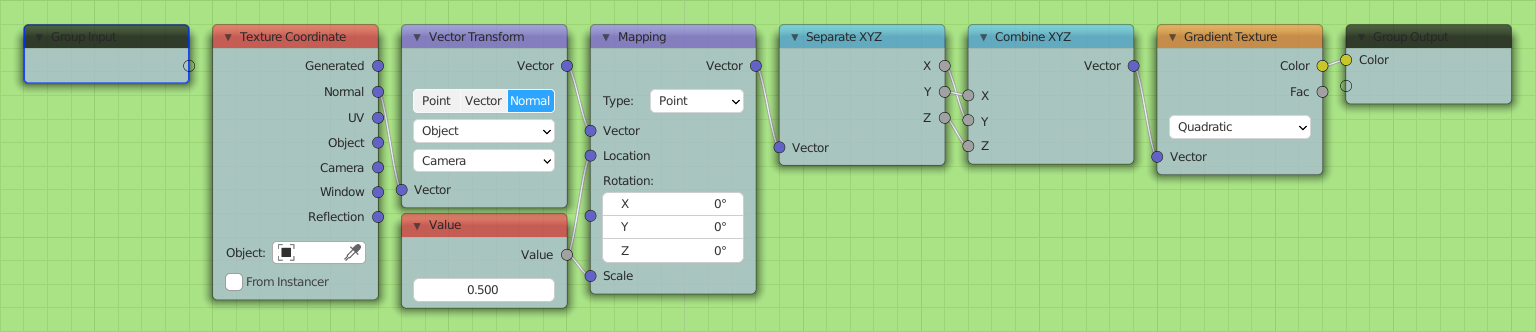 Group Input
Texture Coordinate
Generated
Normal
UV
Object
Camera
Window
Reflection
Object:
From Instancer
Vector Transform
Vector
Point Vector Normal
Object
Camera
Vector
Value
Value
0.500
Mapping
Vector
Type: Point
Vector
Location
Rotation:
X 0°
Y 0°
Z 0°
Scale
Separate XYZ
X
Y
Z
Vector
Combine XYZ
Vector
X
Y
Z
Gradient Texture
Color
Fac
Quadratic
Vector
Group Output
Color